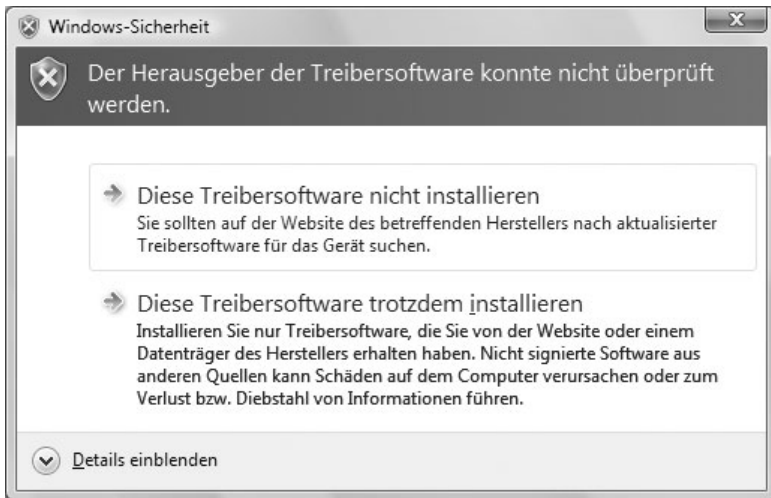 Windows-Sicherheit
Der Herausgeber der Treibersoftware konnte nicht überprüft
werden.
Diese Treibersoftware nicht installieren
Sie sollten auf der Website des betreffenden Herstellers nach aktualisierter
Treibersoftware für das Gerät suchen.
Diese Treibersoftware trotzdem installieren
Installieren Sie nur Treibersoftware, die Sie von der Website oder einem
Datenträger des Herstellers erhalten haben. Nicht signierte Software aus
anderen Quellen kann Schäden auf dem Computer verursachen oder zum
Verlust bzw. Diebstahl von Informationen führen.
Details einblenden